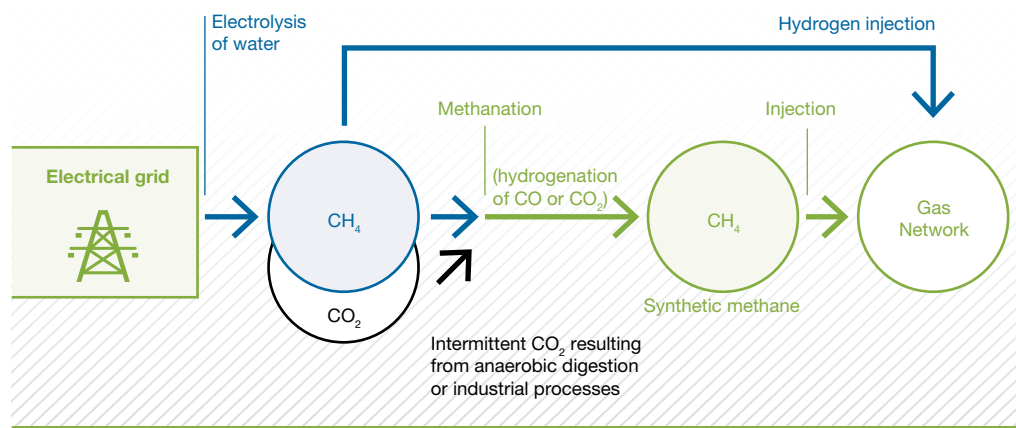 Electrolysis
of water
Hydrogen injection
Methanation
Injection
Electrical grid
(hydrogenation
of CO or CO₂)
CH₄
CH₄
Gas
Network
Synthetic methane
CO₂
Intermittent CO₂ resulting
from anaerobic digestion
or industrial processes